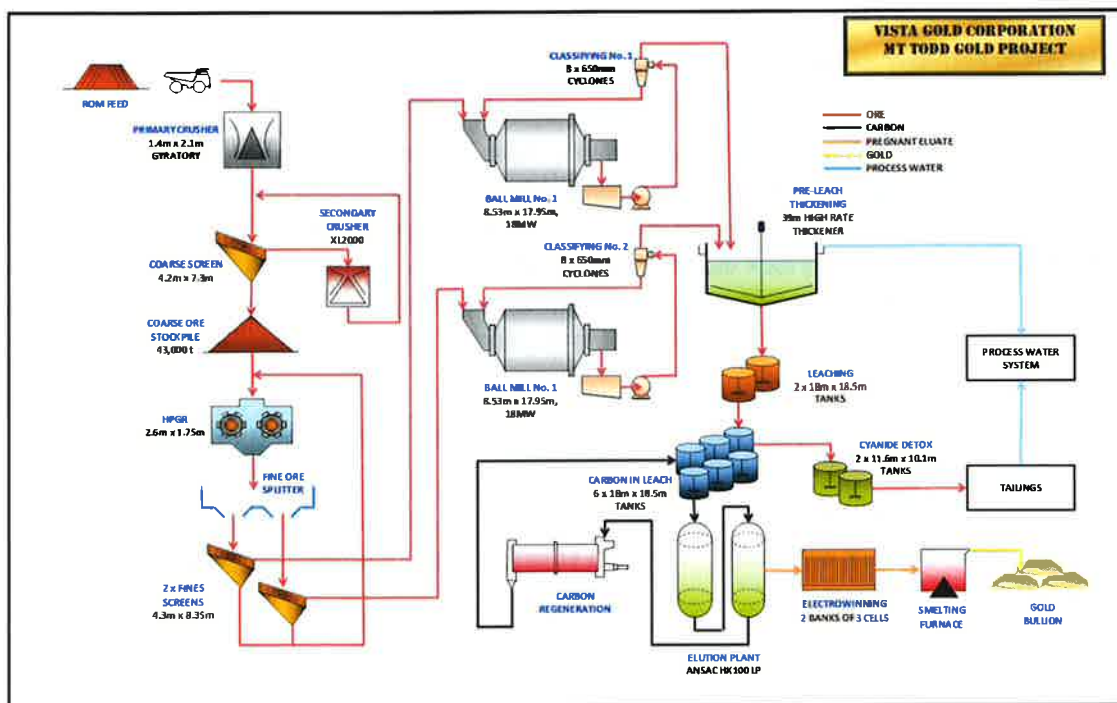 VISTA GOLD CORPORATION
MT TODD GOLD PROJECT
ROM FEED
PRIMARY CRUSHER
1.4m x 2.1m
GYRATORY
SECONDARY
CRUSHER
XL2000
COARSE SCREEN
4.2m x 7.3m
COARSE ORE
STOCKPILE
43,000 t
HPGR
2.6m x 1.75m
FINE ORE
SPLITTER
2 x FINES
SCREENS
4.3m x 8.35m
CLASSIFYING No. 1
8 x 650mm
CYCLONES
BALL MILL No. 1
8.53m x 17.95m,
18MW
CLASSIFYING No. 2
8 x 650mm
CYCLONES
BALL MILL No. 1
8.53m x 17.95m,
18MW
ORE
CARBON
PREGNANT ELUATE
GOLD
PROCESS WATER
PRE-LEACH
THICKENING
39m HIGH RATE
THICKENER
PROCESS WATER
SYSTEM
LEACHING
2 x 18m x 18.5m
TANKS
CYANIDE DETOX
2 x 11.6m x 10.1m
TANKS
TAILINGS
CARBON IN LEACH
6 x 18m x 18.5m
TANKS
CARBON
REGENERATION
ELUTION PLANT
ANSAC HX100 LP
ELECTROWINNING
2 BANKS OF 3 CELLS
SMELTING
FURNACE
GOLD
BULLION